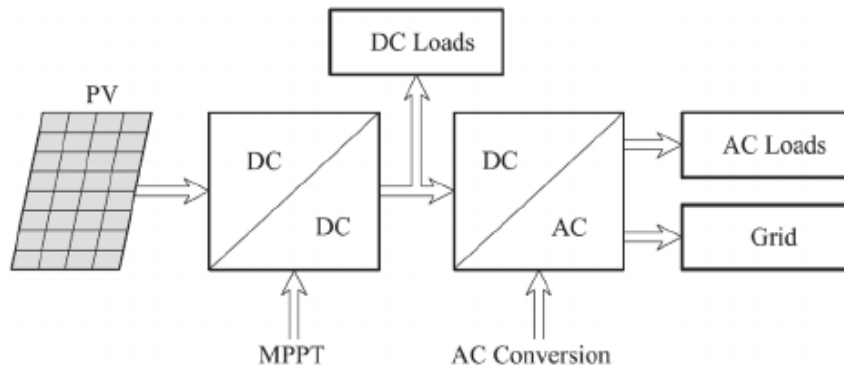 DC Loads
PV
DC
DC
DC
AC
AC Loads
Grid
MPPT
AC Conversion